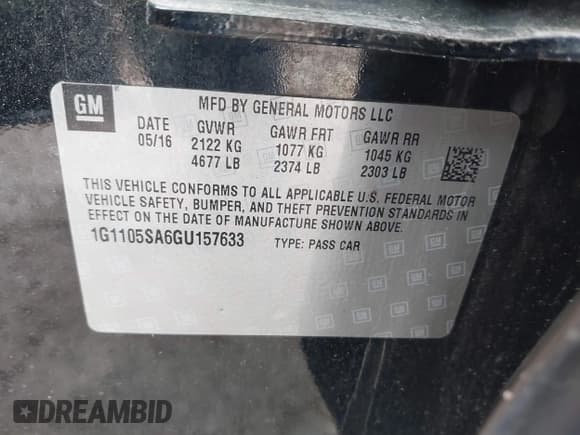 GM
MFD BY GENERAL MOTORS LLC
DATE GVWR GAWR FRT GAWR RR
05/16 2122 KG 1077 KG 1045 KG
4677 LB 2374 LB 2303 LB
THIS VEHICLE CONFORMS TO ALL APPLICABLE U.S. FEDERAL MOTOR
VEHICLE SAFETY, BUMPER, AND THEFT PREVENTION STANDARDS IN
EFFECT ON THE DATE OF MANUFACTURE SHOWN ABOVE.
1G1105SA6GU157633 TYPE: PASS CAR
DREAMBID